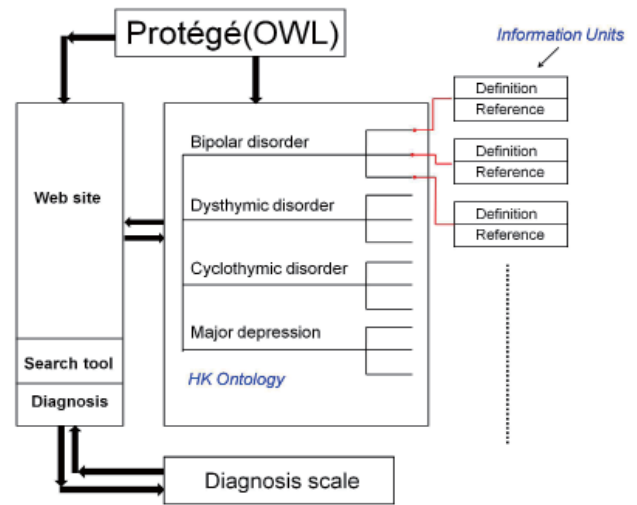 Protégé(OWL)
Information Units
Web site
Search tool
Diagnosis
Bipolar disorder
Dysthymic disorder
Cyclothymic disorder
Major depression
HK Ontology
Definition
Reference
Definition
Reference
Definition
Reference
Diagnosis scale